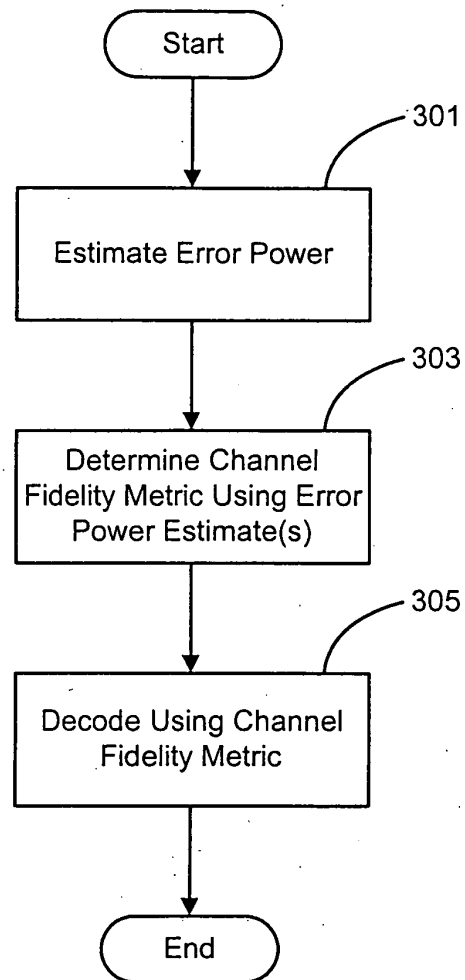 Start
301
Estimate Error Power
303
Determine Channel
Fidelity Metric Using Error
Power Estimate(s)
305
Decode Using Channel
Fidelity Metric
End